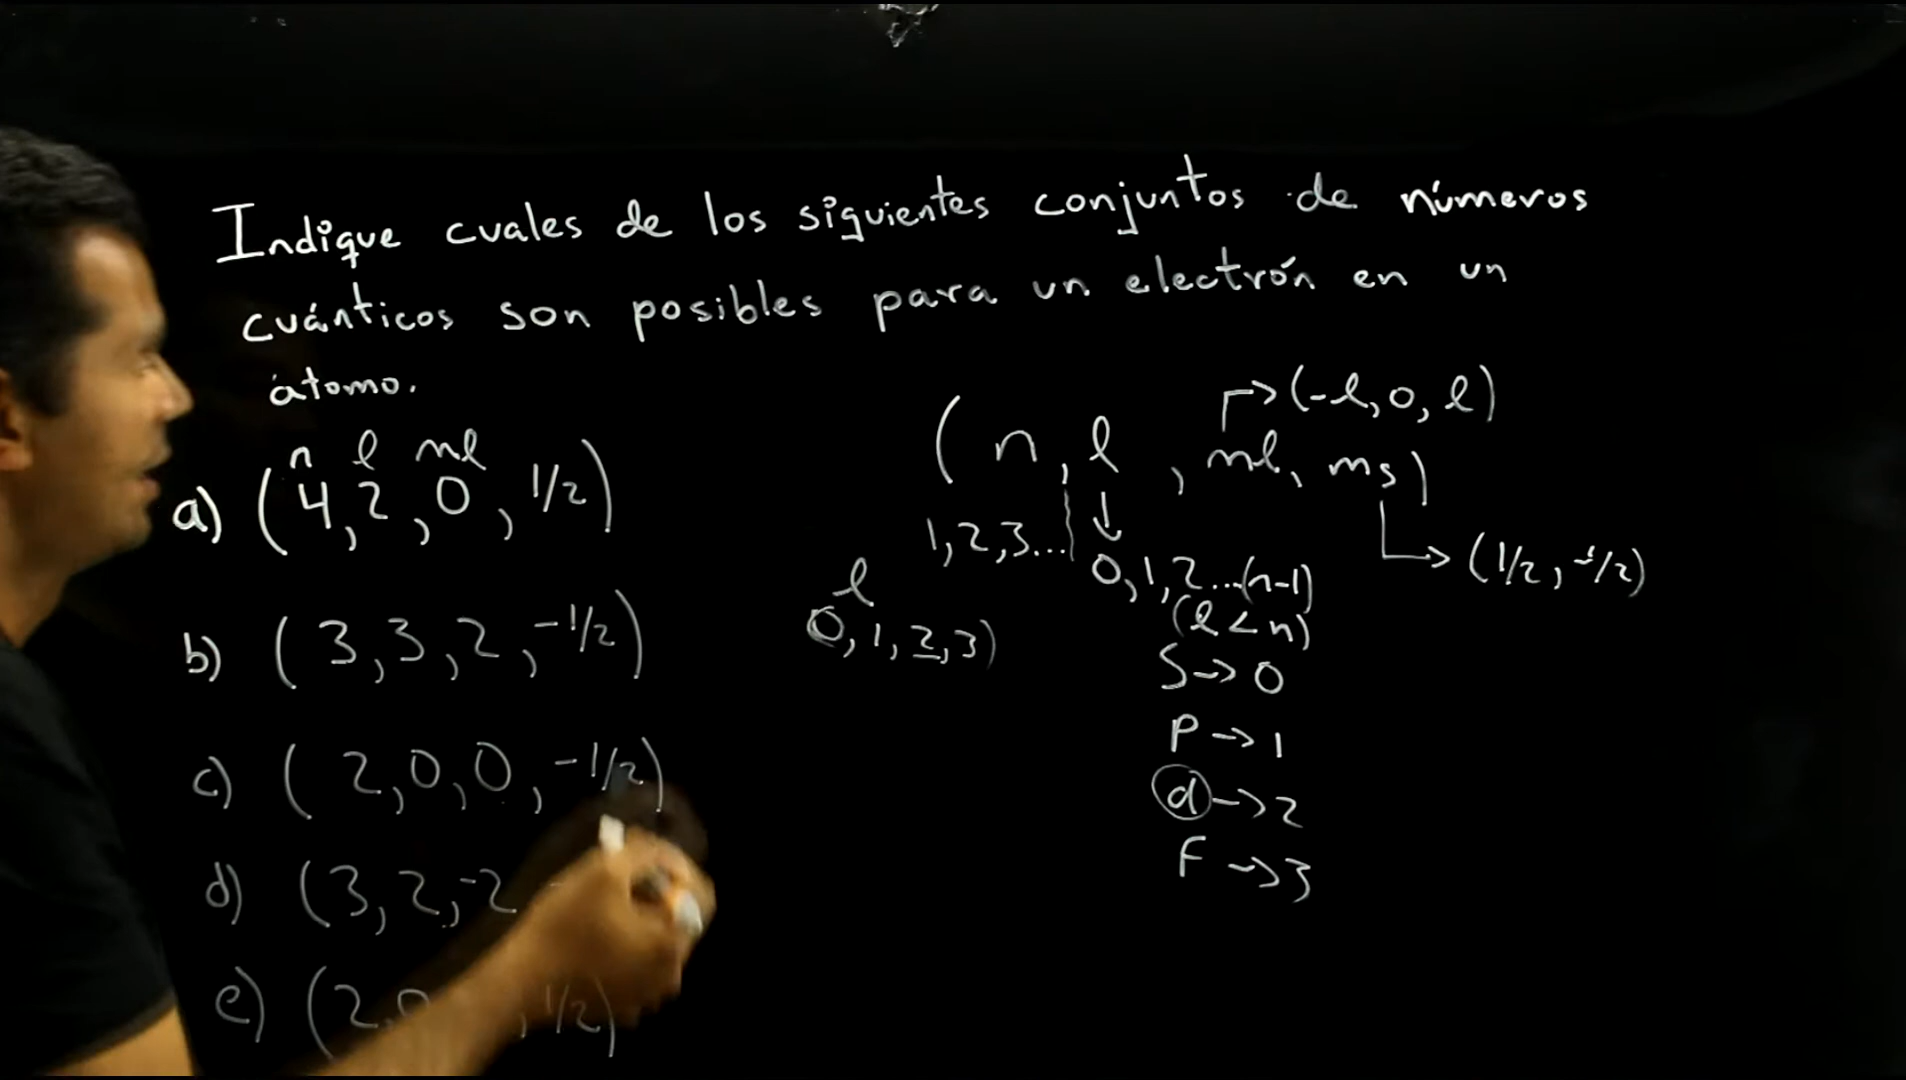 Indique cuales de los siguientes conjuntos de números
cuánticos son posibles para un electrón en un
átomo.
n l ml
a) (4, 2, 0, 1/2)
b) (3, 3, 2, -1/2)
c) (2, 0, 0, -1/2)
d) (3, 2, -2
e) (2, 0 , 1/2)
→ (-l, 0, l)
(n, l, ml, ms)
1, 2, 3...
↓
→ (1/2, -1/2)
0, 1, 2...(n-1)
(l < n)
l
0, 1, 2, 3)
S → 0
P → 1
d → 2
F → 3